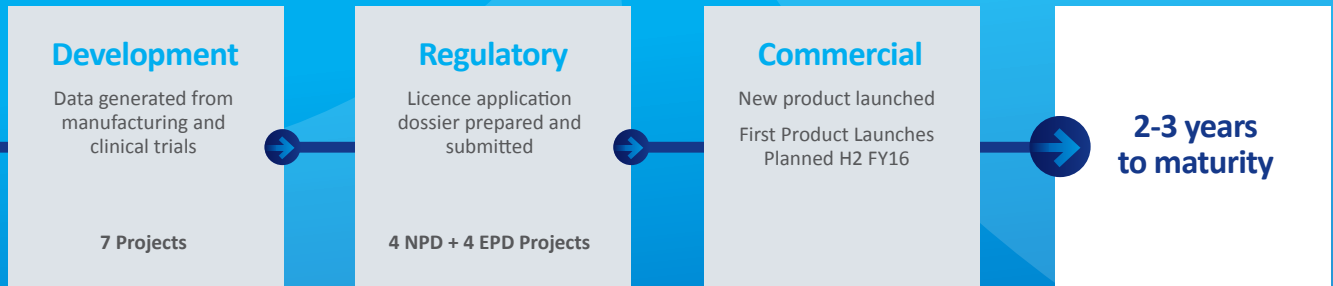 Development
Data generated from
manufacturing and
clinical trials
7 Projects
Regulatory
Licence application
dossier prepared and
submitted
4 NPD + 4 EPD Projects
Commercial
New product launched
First Product Launches
Planned H2 FY16
2-3 years
to maturity